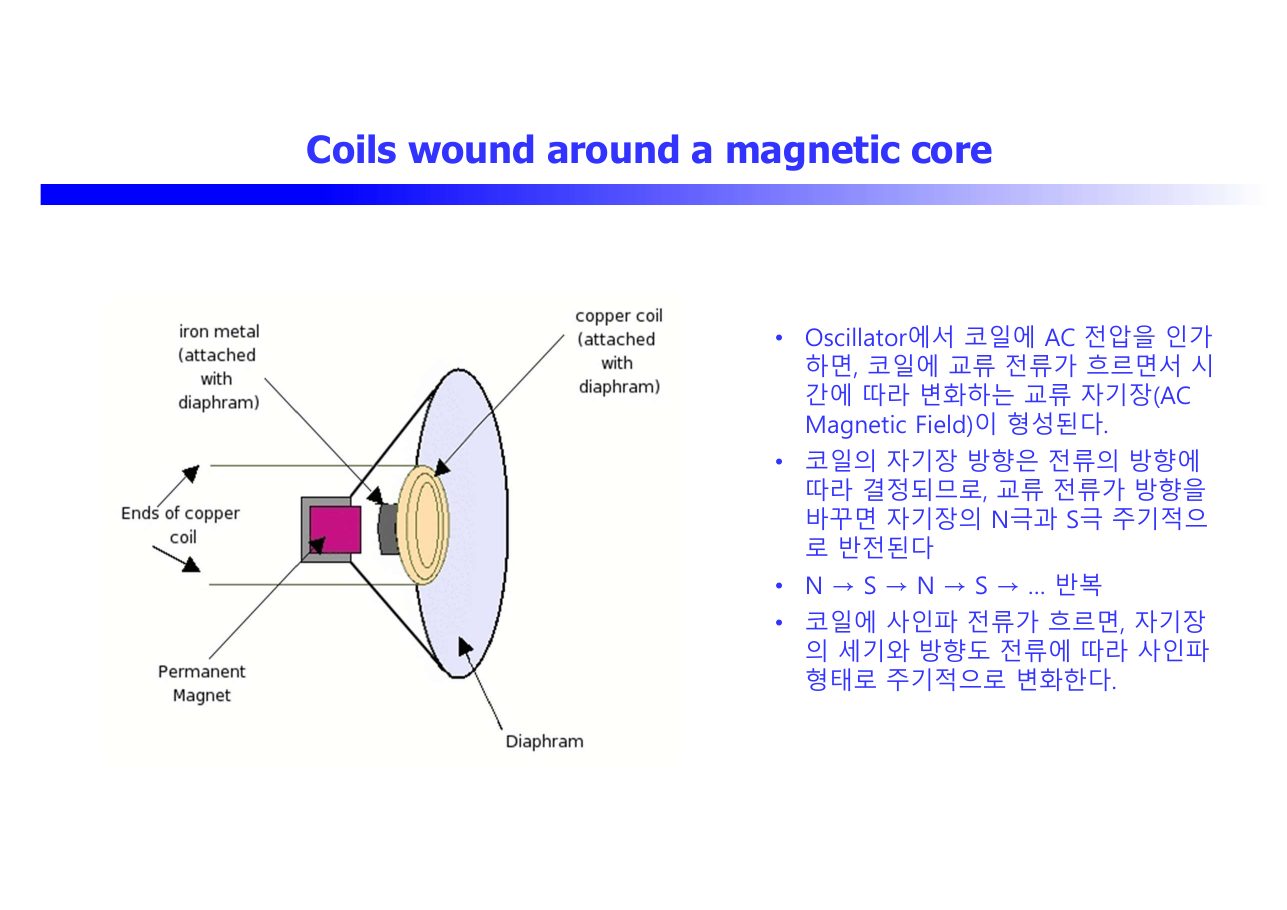 Coils wound around a magnetic core
iron metal
(attached
with
diaphram)
copper coil
(attached
with
diaphram)
Ends of copper
coil
Permanent
Magnet
Diaphram
• Oscillator에서 코일에 AC 전압을 인가
하면, 코일에 교류 전류가 흐르면서 시
간에 따라 변화하는 교류 자기장(AC
Magnetic Field)이 형성된다.
• 코일의 자기장 방향은 전류의 방향에
따라 결정되므로, 교류 전류가 방향을
바꾸면 자기장의 N극과 S극 주기적으
로 반전된다
• N → S → N → S → … 반복
• 코일에 사인파 전류가 흐르면, 자기장
의 세기와 방향도 전류에 따라 사인파
형태로 주기적으로 변화한다.